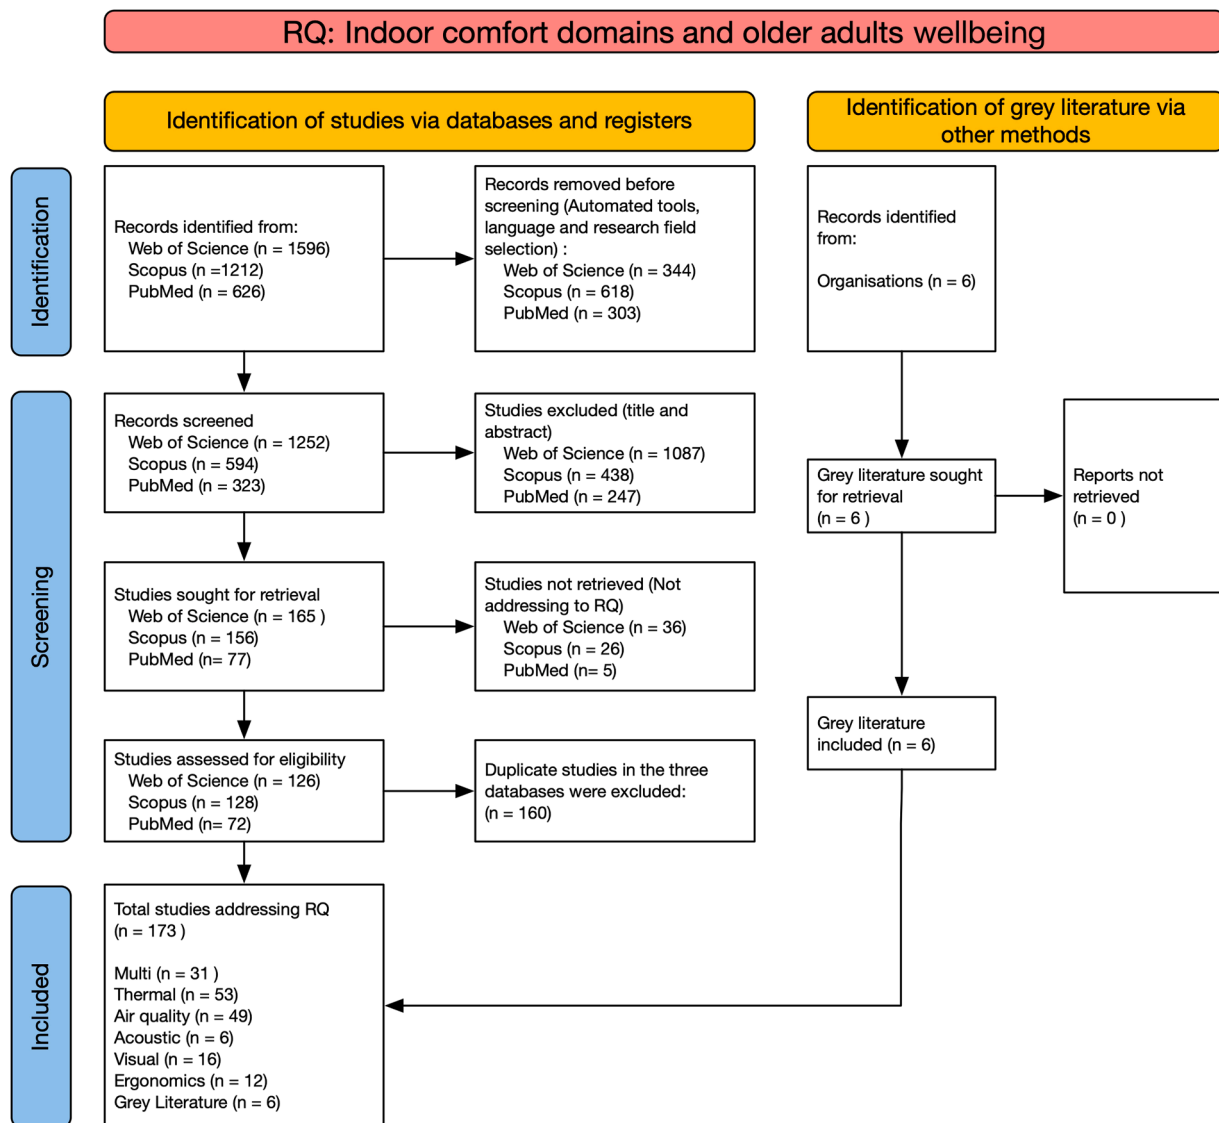 RQ: Indoor comfort domains and older adults wellbeing
Identification of studies via databases and registers
Identification of grey literature via
other methods
Identification
Records identified from:
Web of Science (n = 1596)
Scopus (n =1212)
PubMed (n = 626)
Records removed before
screening (Automated tools,
language and research field
selection) :
Web of Science (n = 344)
Scopus (n = 618)
PubMed (n = 303)
Records identified
from:
Organisations (n = 6)
Screening
Records screened
Web of Science (n = 1252)
Scopus (n = 594)
PubMed (n = 323)
Studies excluded (title and
abstract)
Web of Science (n = 1087)
Scopus (n = 438)
PubMed (n = 247)
Grey literature sought
for retrieval
(n = 6 )
Reports not
retrieved
(n = 0 )
Studies sought for retrieval
Web of Science (n = 165 )
Scopus (n = 156)
PubMed (n= 77)
Studies not retrieved (Not
addressing to RQ)
Web of Science (n = 36)
Scopus (n = 26)
PubMed (n= 5)
Studies assessed for eligibility
Web of Science (n = 126)
Scopus (n = 128)
PubMed (n= 72)
Duplicate studies in the three
databases were excluded:
(n = 160)
Grey literature
included (n = 6)
Included
Total studies addressing RQ
(n = 173 )
Multi (n = 31 )
Thermal (n = 53)
Air quality (n = 49)
Acoustic (n = 6)
Visual (n = 16)
Ergonomics (n = 12)
Grey Literature (n = 6)